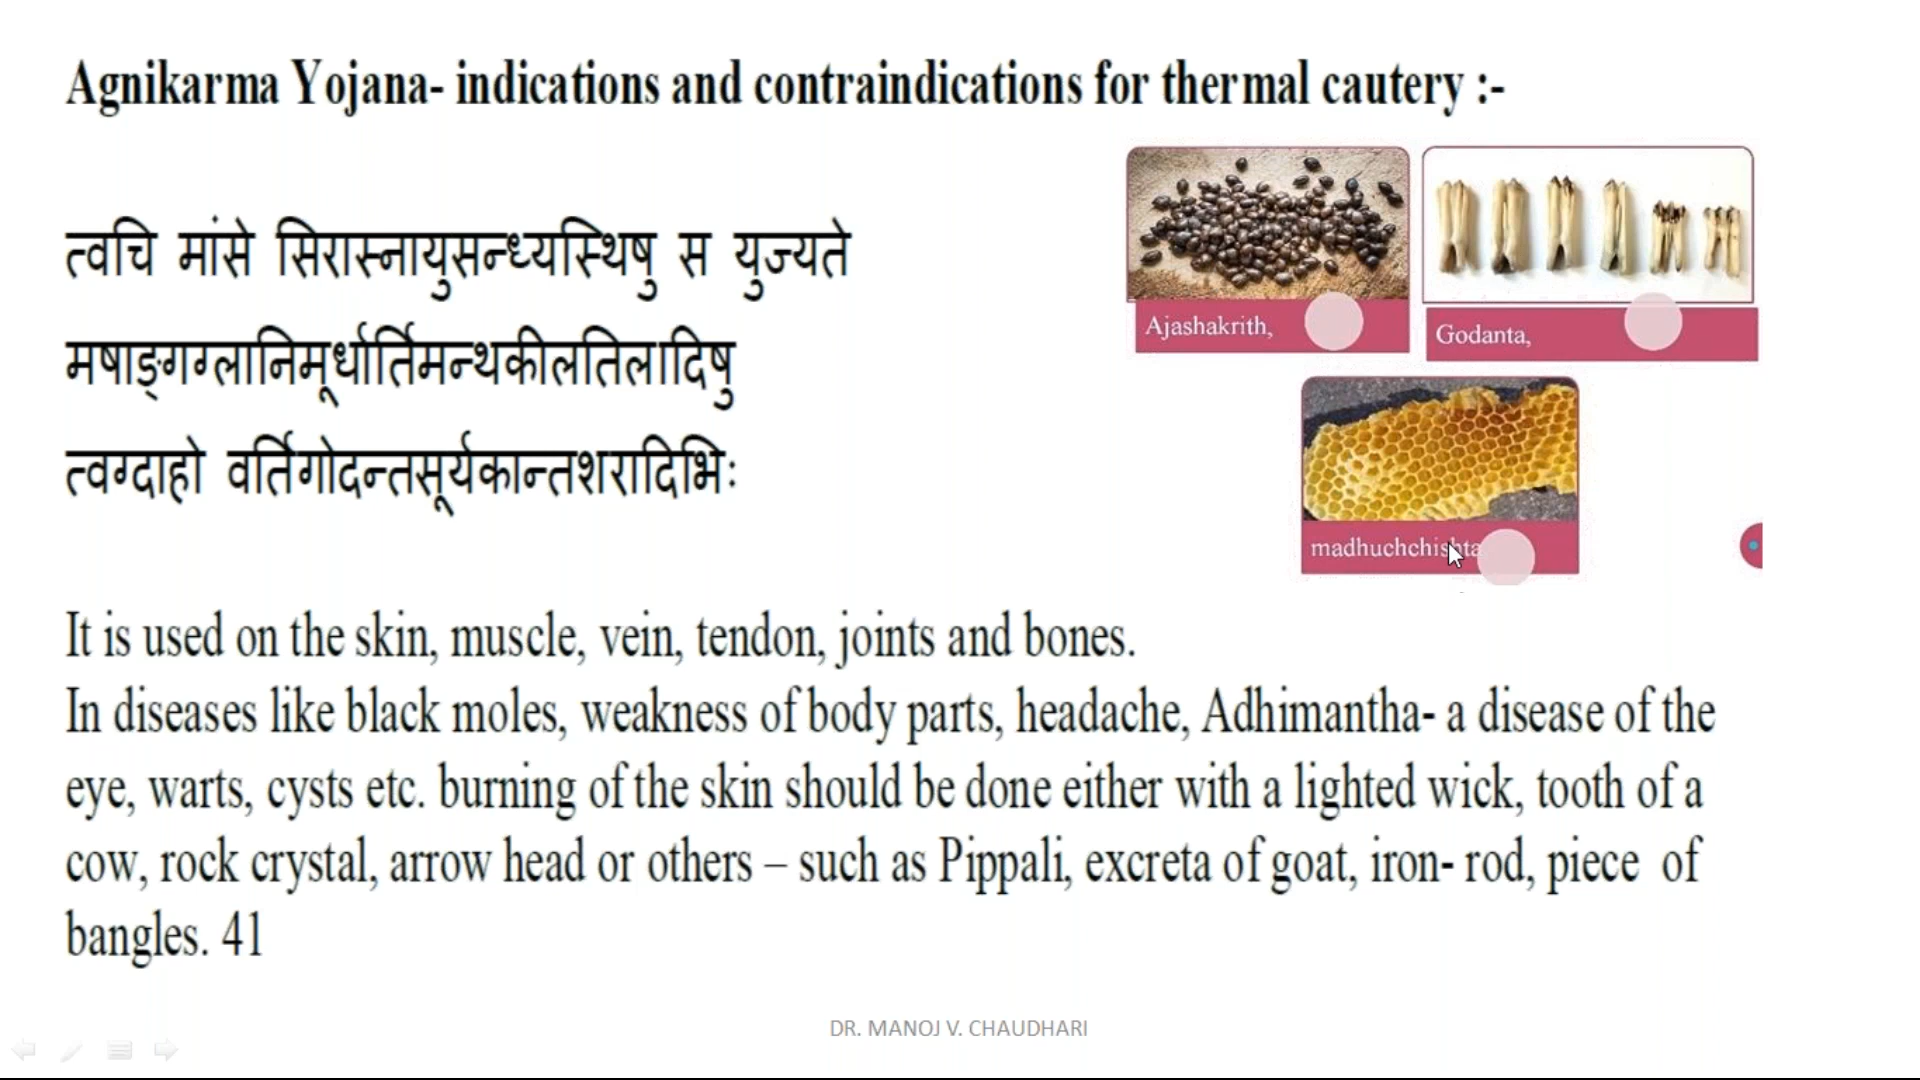 Agnikarma Yojana- indications and contraindications for thermal cautery :-
त्वचि मांसे सिरास्नायुसन्ध्यस्थिषु स युज्यते
मषाङ्गग्लानिमूर्धार्तिमन्थकीलतिलादिषु
त्वग्दाहो वर्तिगोदन्तसूर्यकान्तशरादिभिः
Ajashakrith,
Godanta,
madhuchchishta
It is used on the skin, muscle, vein, tendon, joints and bones.
In diseases like black moles, weakness of body parts, headache, Adhimantha- a disease of the
eye, warts, cysts etc. burning of the skin should be done either with a lighted wick, tooth of a
cow, rock crystal, arrow head or others – such as Pippali, excreta of goat, iron- rod, piece of
bangles. 41
DR. MANOJ V. CHAUDHARI